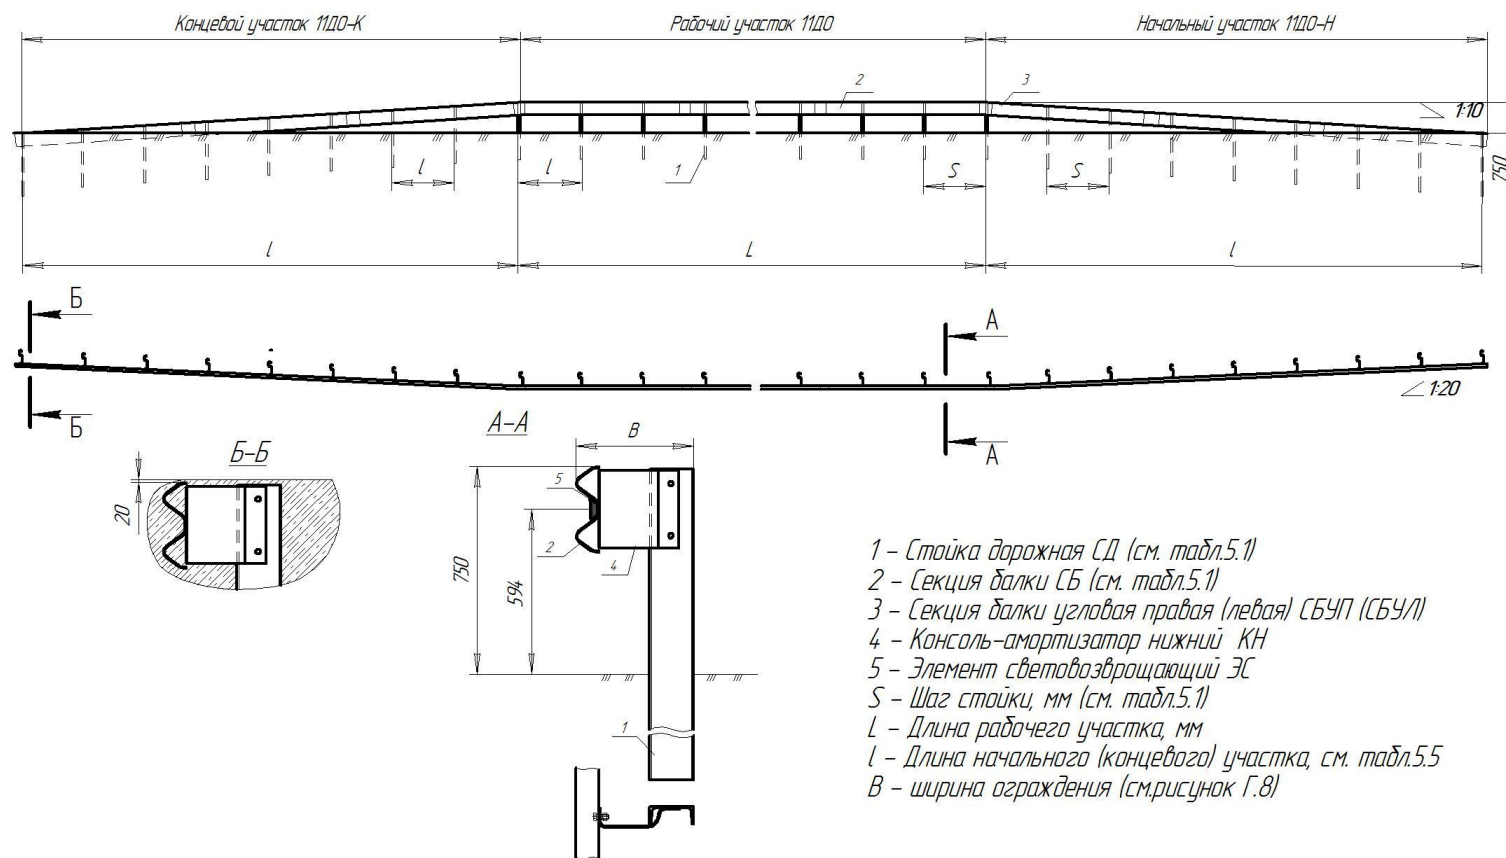 Концевой участок 11ДО-К
Рабочий участок 11ДО
Начальный участок 11ДО-Н
2
3
1:10
l
l
1
S
S
750
l
L
l
Б
А
Б
А
1:20
Б-Б
20
А-А
В
5
2
4
750
594
1
1 - Стойка дорожная СД (см. табл.5.1)
2 - Секция балки СБ (см. табл.5.1)
3 - Секция балки угловая правая (левая) СБУП (СБУЛ)
4 - Консоль-амортизатор нижний КН
5 - Элемент световозврощающий ЭС
S - Шаг стойки, мм (см. табл.5.1)
L - Длина рабочего участка, мм
l - Длина начального (концевого) участка, см. табл.5.5
В - ширина ограждения (см.рисунок Г.8)